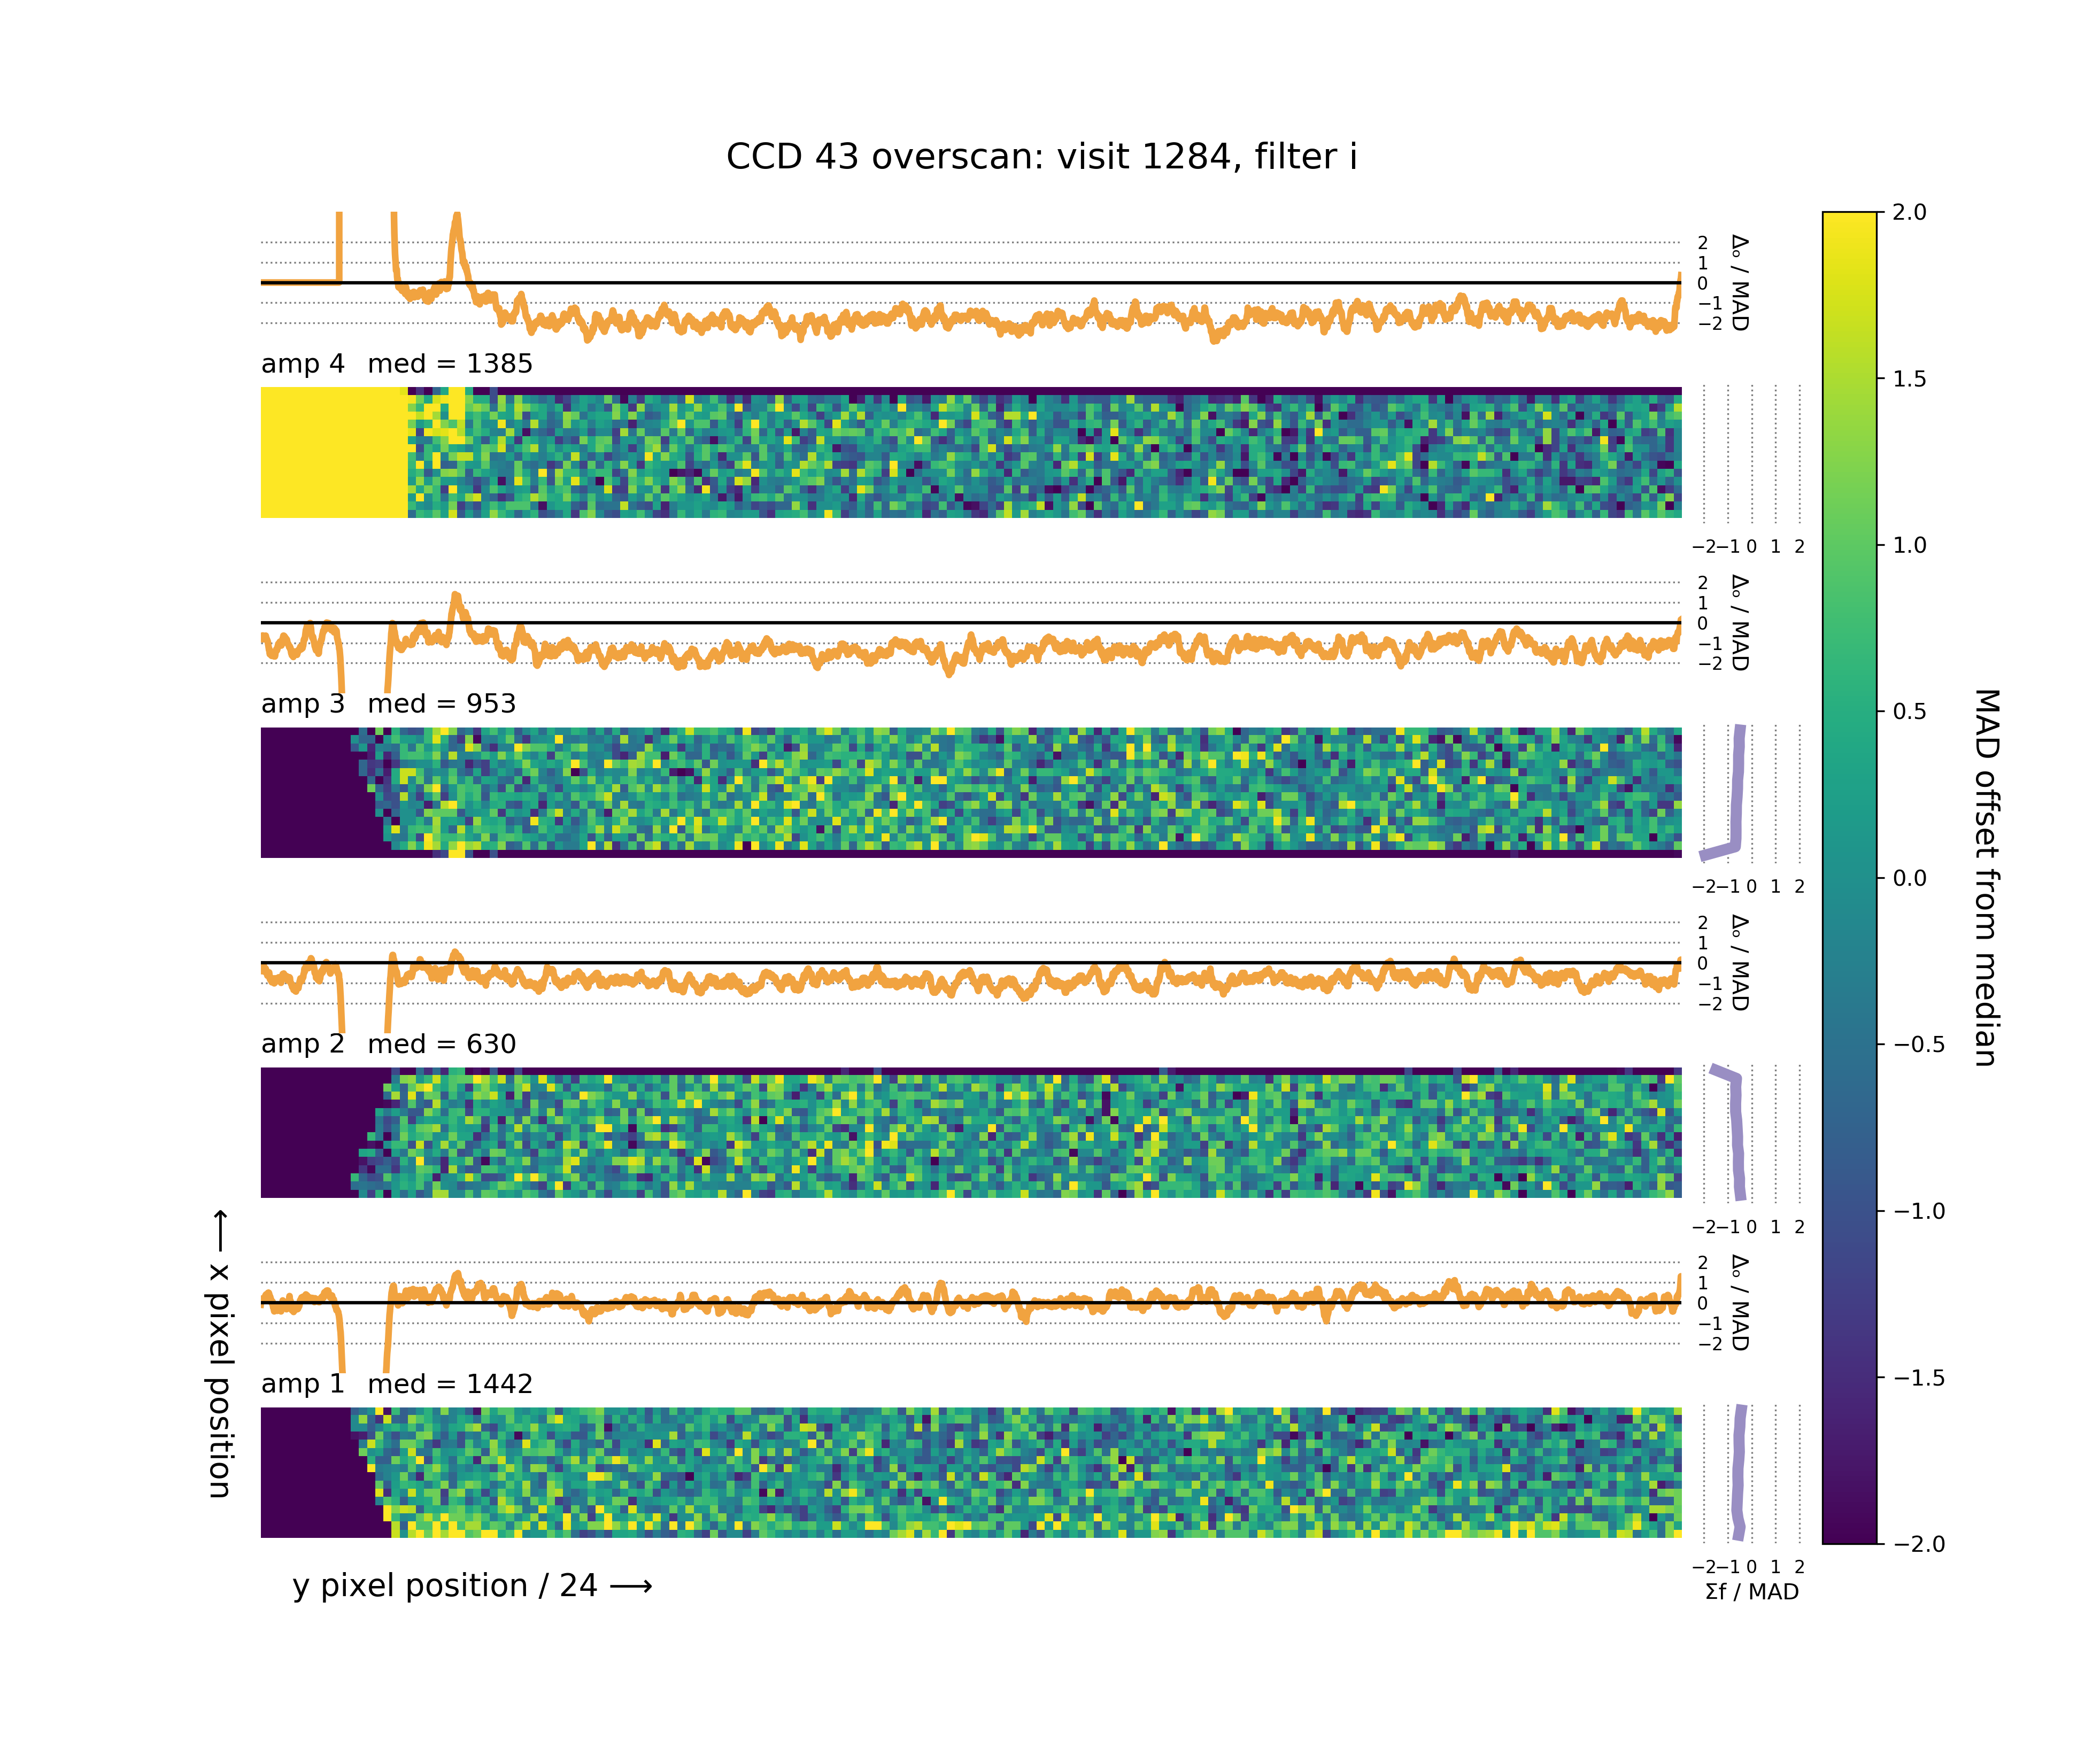 CCD 43 overscan: visit 1284, filter i
2
1
0
−1
−2
Δₒ / MAD
amp 4 med = 1385
−2 −1 0 1 2
2
1
0
−1
−2
Δₒ / MAD
amp 3 med = 953
−2 −1 0 1 2
2
1
0
−1
−2
Δₒ / MAD
amp 2 med = 630
−2 −1 0 1 2
2
1
0
−1
−2
Δₒ / MAD
amp 1 med = 1442
−2 −1 0 1 2
Σf / MAD
y pixel position / 24 ⟶
⟵ x pixel position
2.0
1.5
1.0
0.5
0.0
−0.5
−1.0
−1.5
−2.0
MAD offset from median